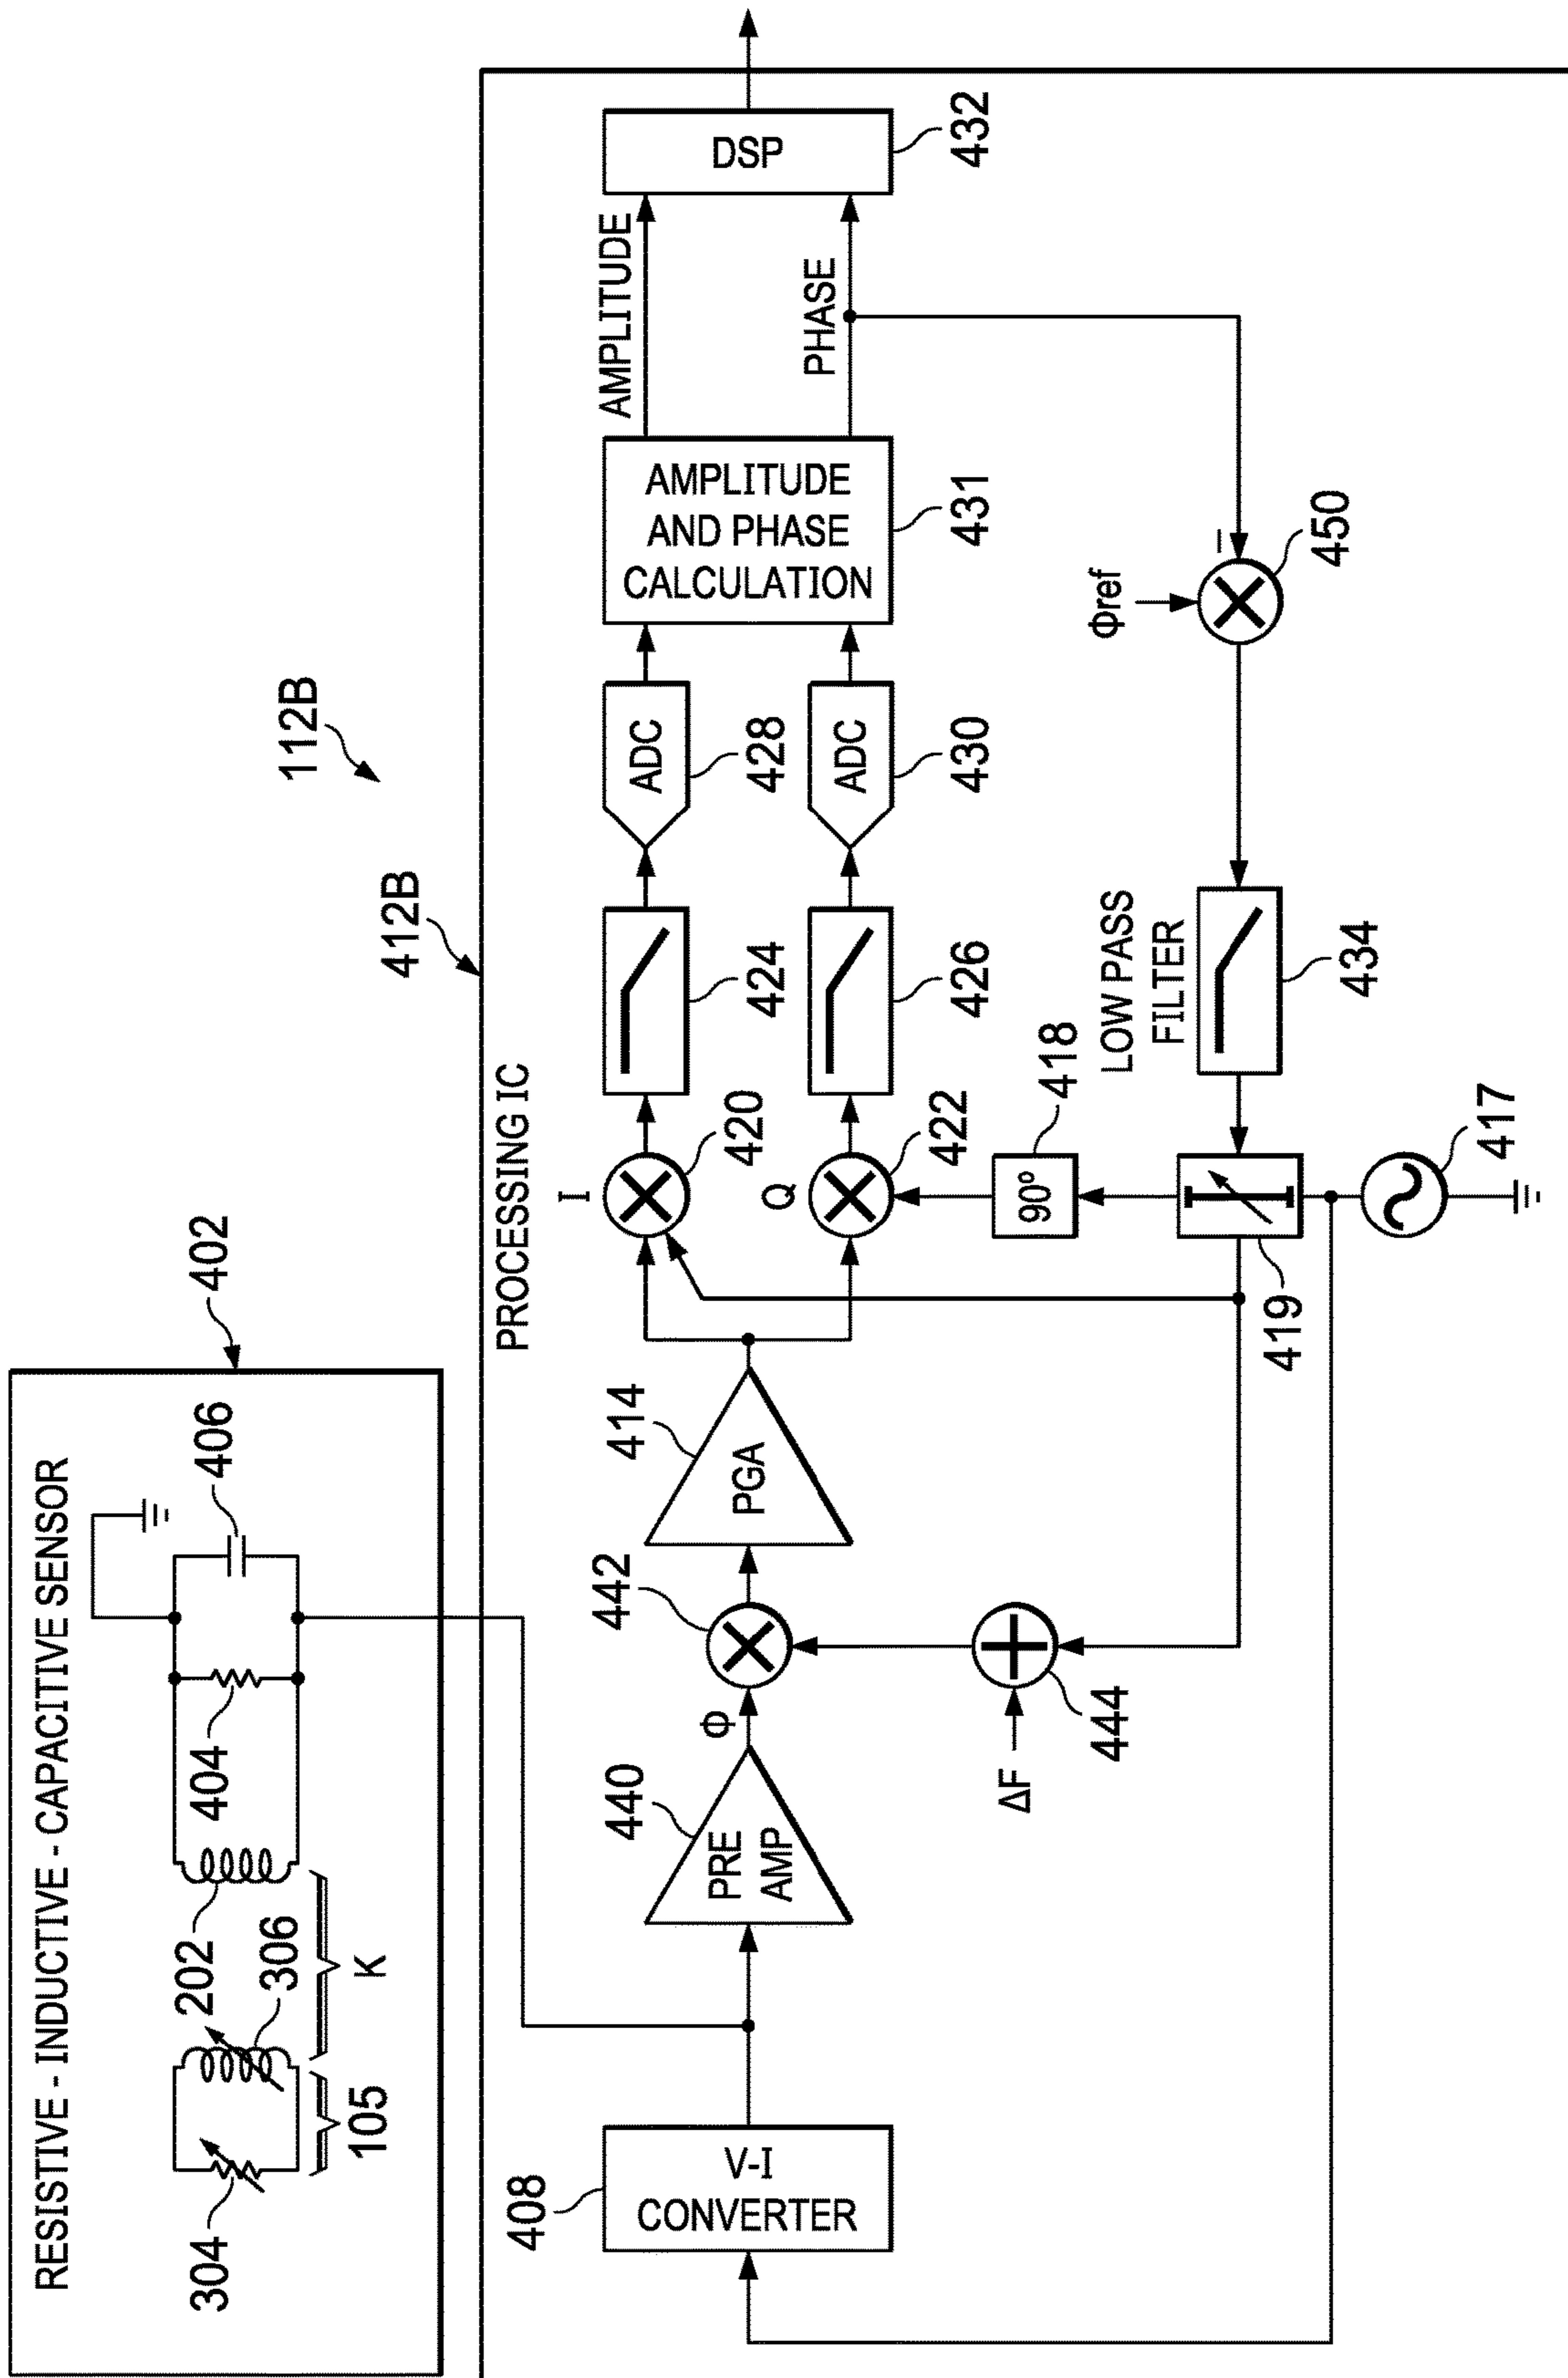 112B
RESISTIVE - INDUCTIVE - CAPACITIVE SENSOR
402
304
105
306
202
K
404
406
412B
PROCESSING IC
408
V-I
CONVERTER
440
PRE
AMP
Φ
442
ΔF
444
414
PGA
I
420
Q
422
418
90°
419
417
424
426
428
ADC
430
ADC
LOW PASS
FILTER
434
AMPLITUDE
AND PHASE
CALCULATION
431
AMPLITUDE
PHASE
DSP
432
Φref
–
450